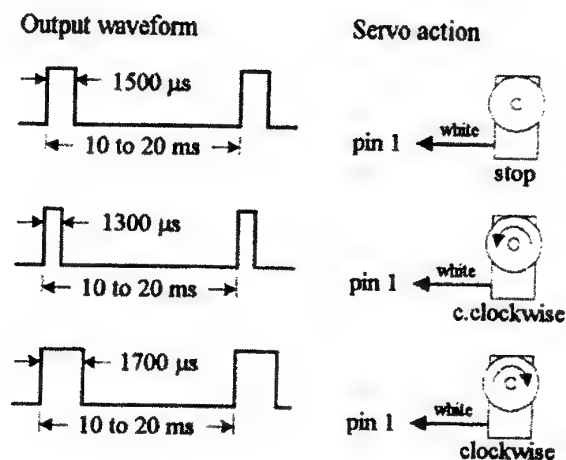 Output waveform
Servo action
1500 µs
10 to 20 ms
white
pin 1
stop
1300 µs
10 to 20 ms
white
pin 1
c.clockwise
1700 µs
10 to 20 ms
white
pin 1
clockwise